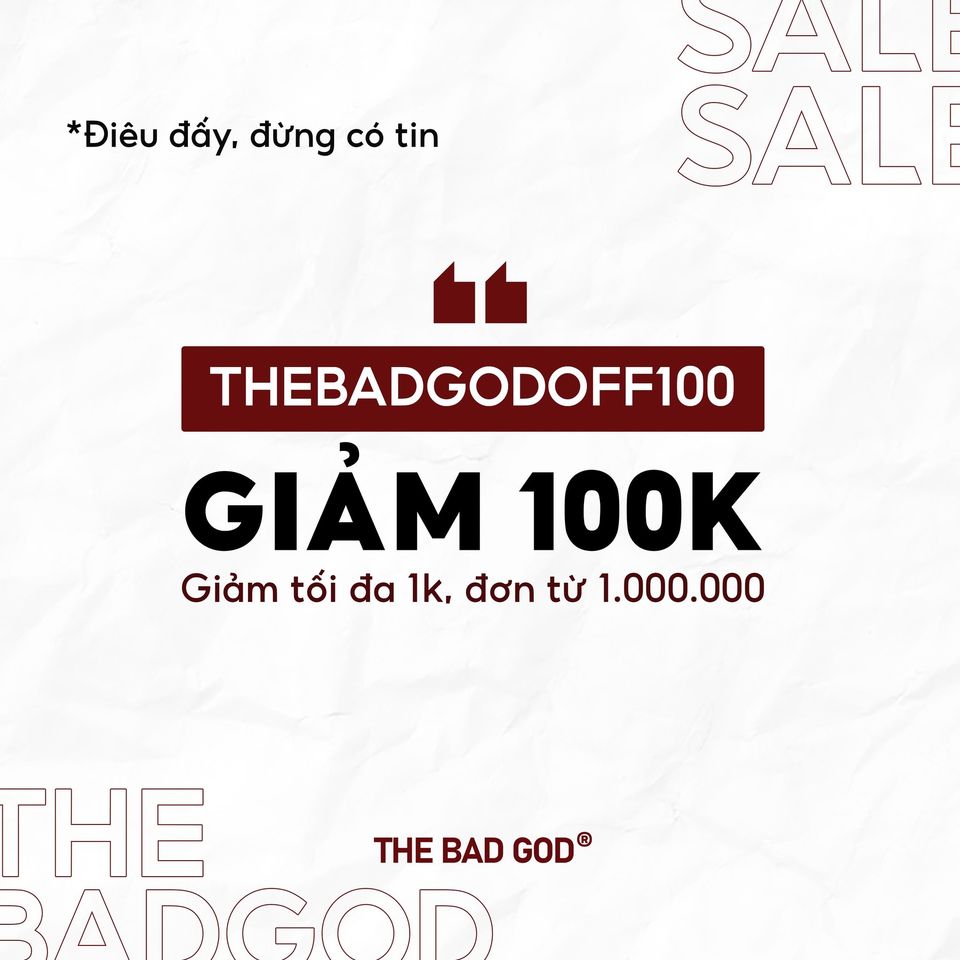 SALE
SALE
*Điêu đấy, đừng có tin
THEBADGODOFF100
GIẢM 100K
Giảm tối đa 1k, đơn từ 1.000.000
THE BAD GOD®
THE
BADGOD